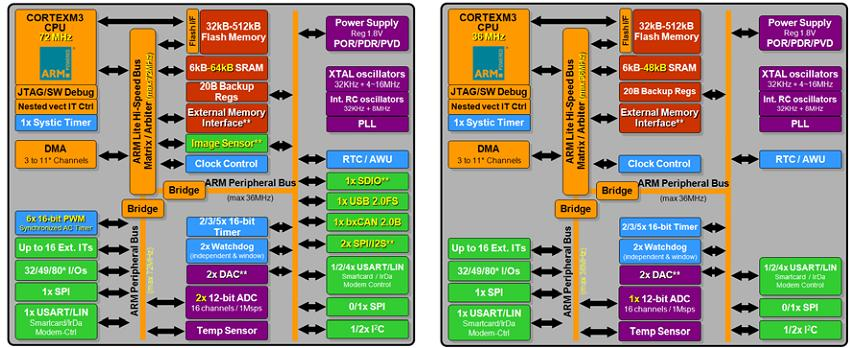 CORTEXM3
CPU
72 MHz
ARM
POWERED
JTAG/SW Debug
Nested vect IT Ctrl
1x Systic Timer
DMA
3 to 11* Channels
6x 16-bit PWM
Synchronized AC Timer
Up to 16 Ext. ITs
32/49/80* I/Os
1x SPI
1x USART/LIN
Smartcard/IrDa
Modem-Ctrl
ARM Lite Hi-Speed Bus
Matrix / Arbiter (max 72MHz)
Bridge
Bridge
ARM Peripheral Bus
(max 36MHz)
ARM Peripheral Bus
(max 72MHz)
Flash I/F
32kB-512kB
Flash Memory
6kB-64kB SRAM
20B Backup
Regs
External Memory
Interface**
Image Sensor**
Clock Control
2/3/5x 16-bit
Timer
2x Watchdog
(independent & window)
2x DAC**
2x 12-bit ADC
16 channels / 1Msps
Temp Sensor
Power Supply
Reg 1.8V
POR/PDR/PVD
XTAL oscillators
32KHz + 4~16MHz
Int. RC oscillators
32KHz + 8MHz
PLL
RTC / AWU
1x SDIO**
1x USB 2.0FS
1x bxCAN 2.0B
2x SPI/I2S**
1/2/4x USART/LIN
Smartcard / IrDa
Modem Control
0/1x SPI
1/2x I²C
CORTEXM3
CPU
36 MHz
ARM
POWERED
JTAG/SW Debug
Nested vect IT Ctrl
1x Systic Timer
DMA
3 to 11* Channels
Up to 16 Ext. ITs
32/49/80* I/Os
1x SPI
1x USART/LIN
Smartcard/IrDa
Modem-Ctrl
ARM Lite Hi-Speed Bus
Matrix / Arbiter (max 36MHz)
Bridge
Bridge
ARM Peripheral Bus
(max 36MHz)
ARM Peripheral Bus
(max 36MHz)
Flash I/F
32kB-512kB
Flash Memory
6kB-48kB SRAM
20B Backup Regs
External Memory
Interface**
Clock Control
2/3/5x 16-bit Timer
2x Watchdog
(independent & window)
2x DAC**
1x 12-bit ADC
16 channels / 1Msps
Temp Sensor
Power Supply
Reg 1.8V
POR/PDR/PVD
XTAL oscillators
32KHz + 4~16MHz
Int. RC oscillators
32KHz + 8MHz
PLL
RTC / AWU
1/2/4x USART/LIN
Smartcard / IrDa
Modem Control
0/1x SPI
1/2x I²C